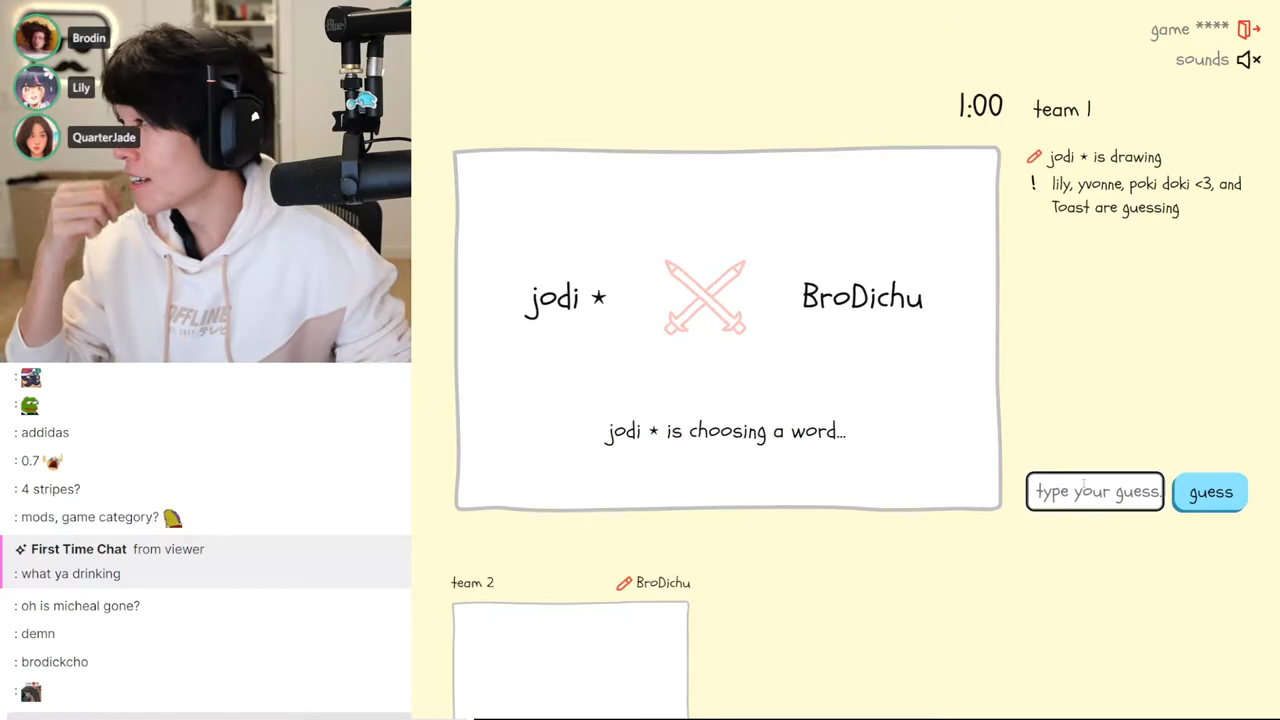 Brodin
Lily
QuarterJade
Blue
OFFLINE
: addidas
: 0.7
: 4 stripes?
: mods, game category?
First Time Chat from viewer
: what ya drinking
: oh is micheal gone?
: demn
: brodickcho
game ****
sounds
1:00
team 1
jodi ★ is drawing
! lily, yvonne, poki doki <3, and
Toast are guessing
jodi ★
BroDichu
jodi ★ is choosing a word...
type your guess.
guess
team 2
BroDichu